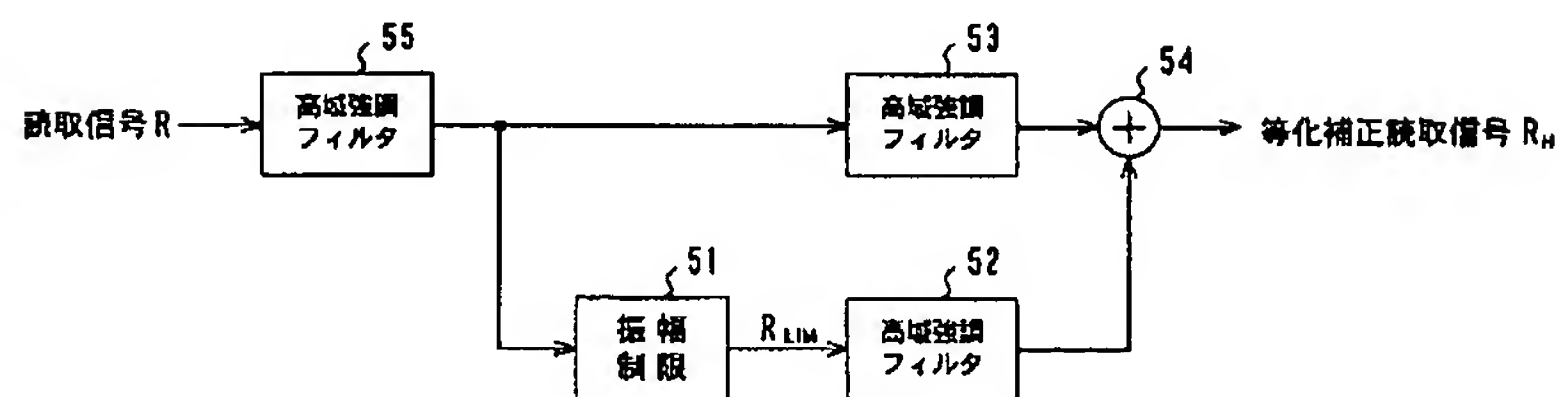 55
53
54
読取信号 R
高域強調
フィルタ
高域強調
フィルタ
等化補正読取信号 RH
51
52
振幅
制限
RLIM
高域強調
フィルタ